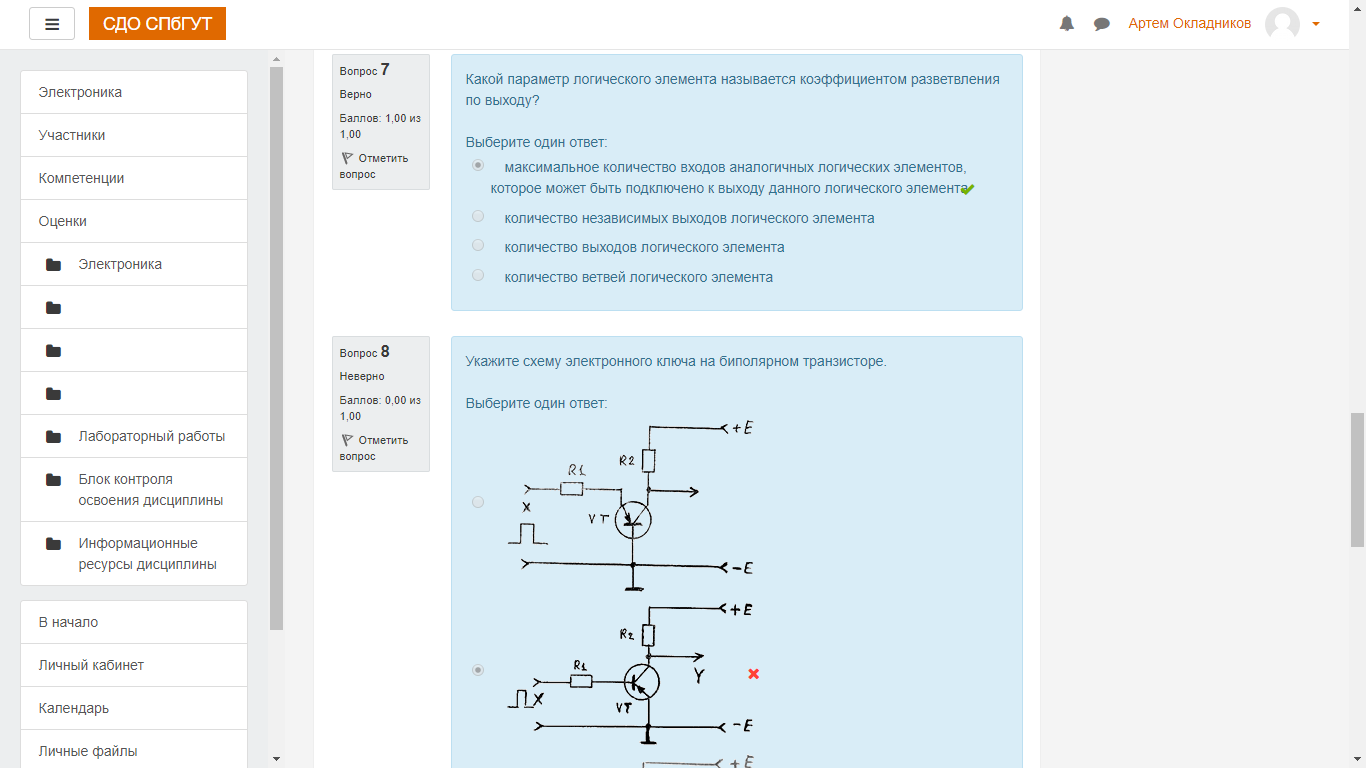 СДО СПбГУТ
Артем Окладников
Электроника
Участники
Компетенции
Оценки
Электроника
Лабораторный работы
Блок контроля
освоения дисциплины
Информационные
ресурсы дисциплины
В начало
Личный кабинет
Календарь
Личные файлы
Вопрос 7
Верно
Баллов: 1,00 из
1,00
Отметить
вопрос
Какой параметр логического элемента называется коэффициентом разветвления
по выходу?
Выберите один ответ:
максимальное количество входов аналогичных логических элементов,
которое может быть подключено к выходу данного логического элемента
количество независимых выходов логического элемента
количество выходов логического элемента
количество ветвей логического элемента
Вопрос 8
Неверно
Баллов: 0,00 из
1,00
Отметить
вопрос
Укажите схему электронного ключа на биполярном транзисторе.
Выберите один ответ:
+E
R2
R1
X
VT
-E
+E
R2
R1
Y
X
VT
-E
+E